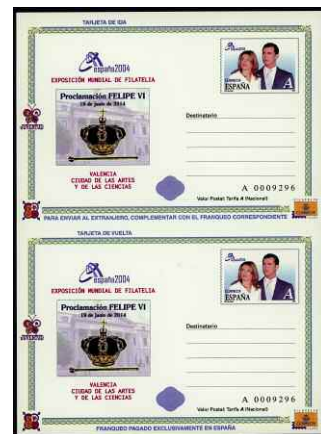 TARJETA DE IDA
españa2004
EXPOSICIÓN MUNDIAL DE FILATELIA
Proclamación FELIPE VI
19 de junio de 2014
VALENCIA
CIUDAD DE LAS ARTES
Y DE LAS CIENCIAS
ESPAÑA
A
Destinatario
A 0009296
Valor Postal: Tarifa A (Nacional)
JUVENTUD
PARA ENVIAR AL EXTRANJERO, COMPLEMENTAR CON EL FRANQUEO CORRESPONDIENTE
TARJETA DE VUELTA
españa2004
EXPOSICIÓN MUNDIAL DE FILATELIA
Proclamación FELIPE VI
19 de junio de 2014
VALENCIA
CIUDAD DE LAS ARTES
Y DE LAS CIENCIAS
ESPAÑA
A
Destinatario
A 0009296
Valor Postal: Tarifa A (Nacional)
JUVENTUD
FRANQUEO PAGADO EXCLUSIVAMENTE EN ESPAÑA